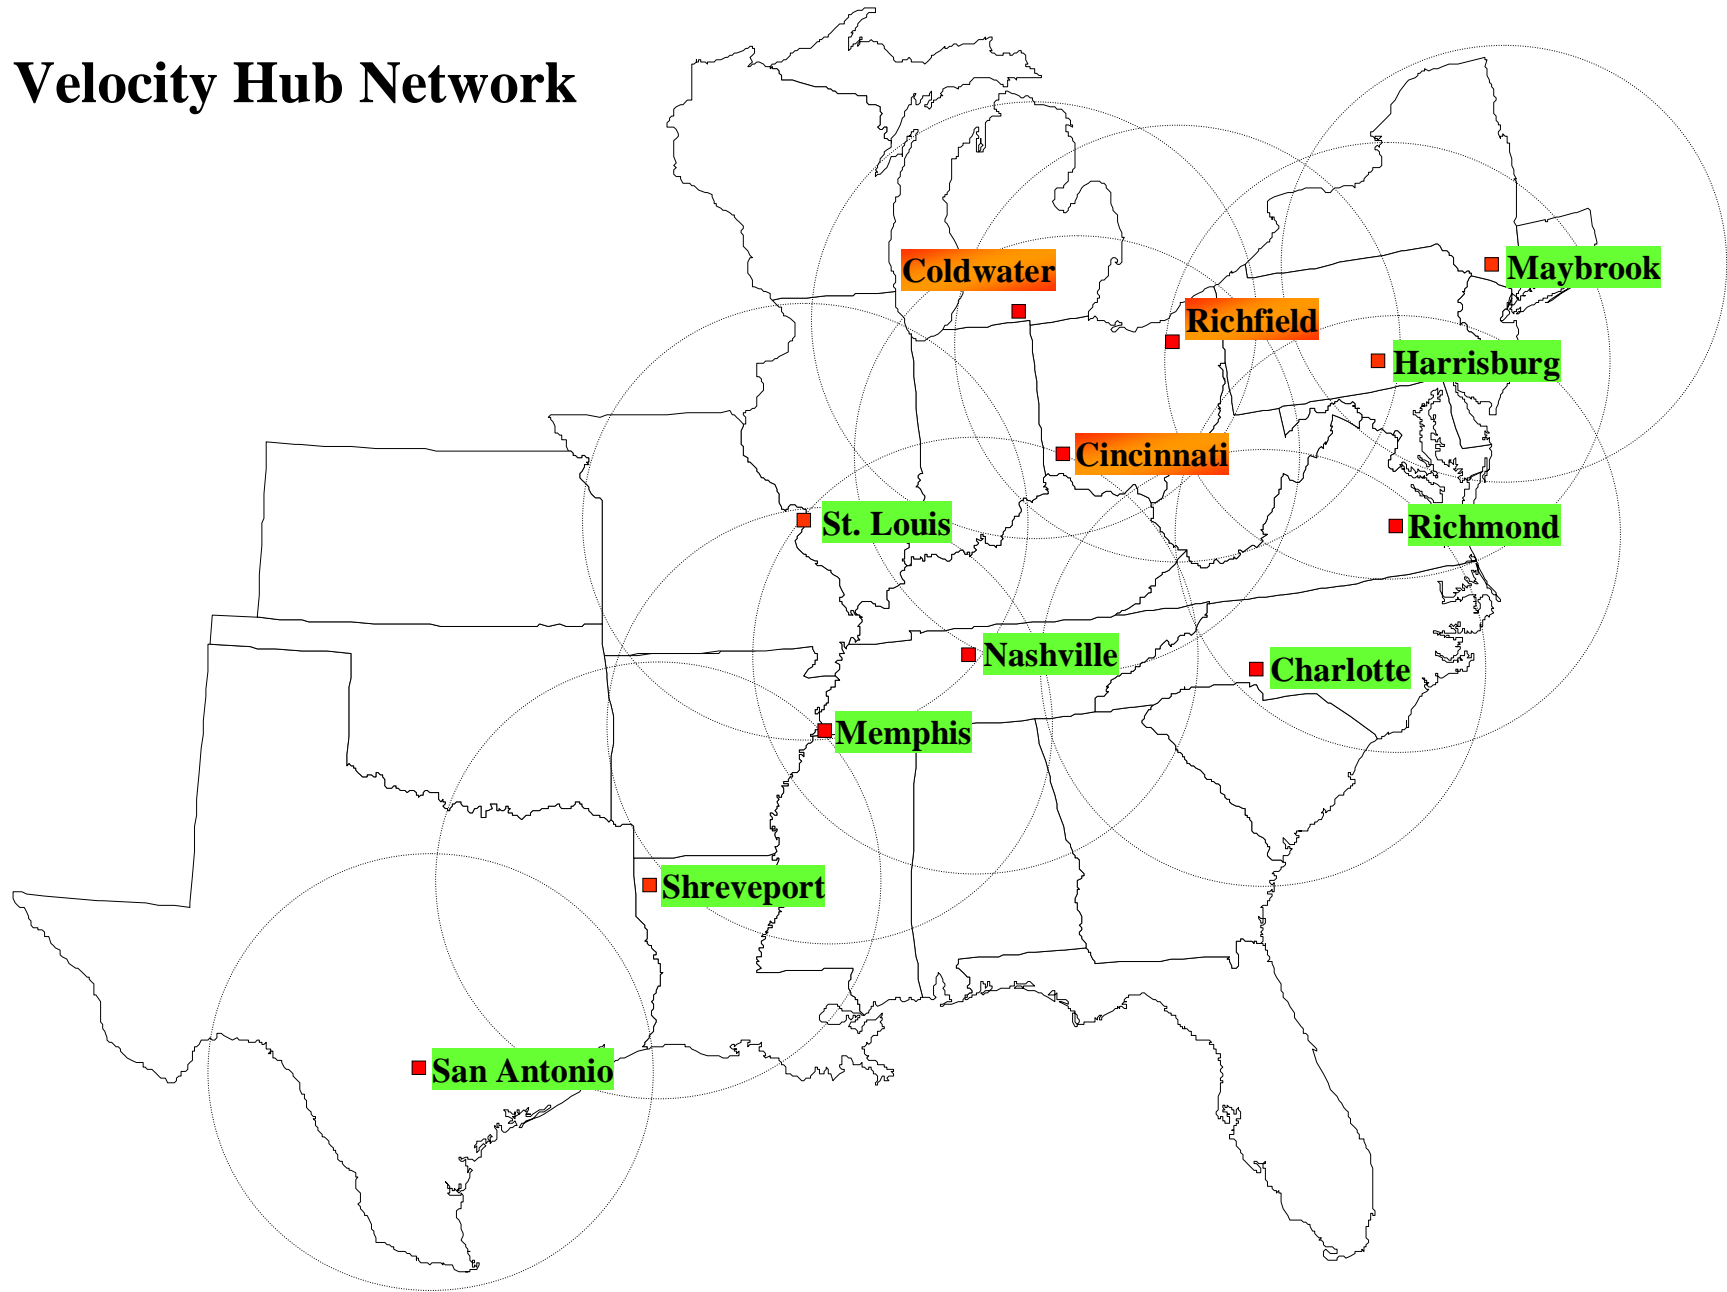 Velocity Hub Network
Coldwater
Maybrook
Richfield
Harrisburg
Cincinnati
St. Louis
Richmond
Nashville
Charlotte
Memphis
Shreveport
San Antonio